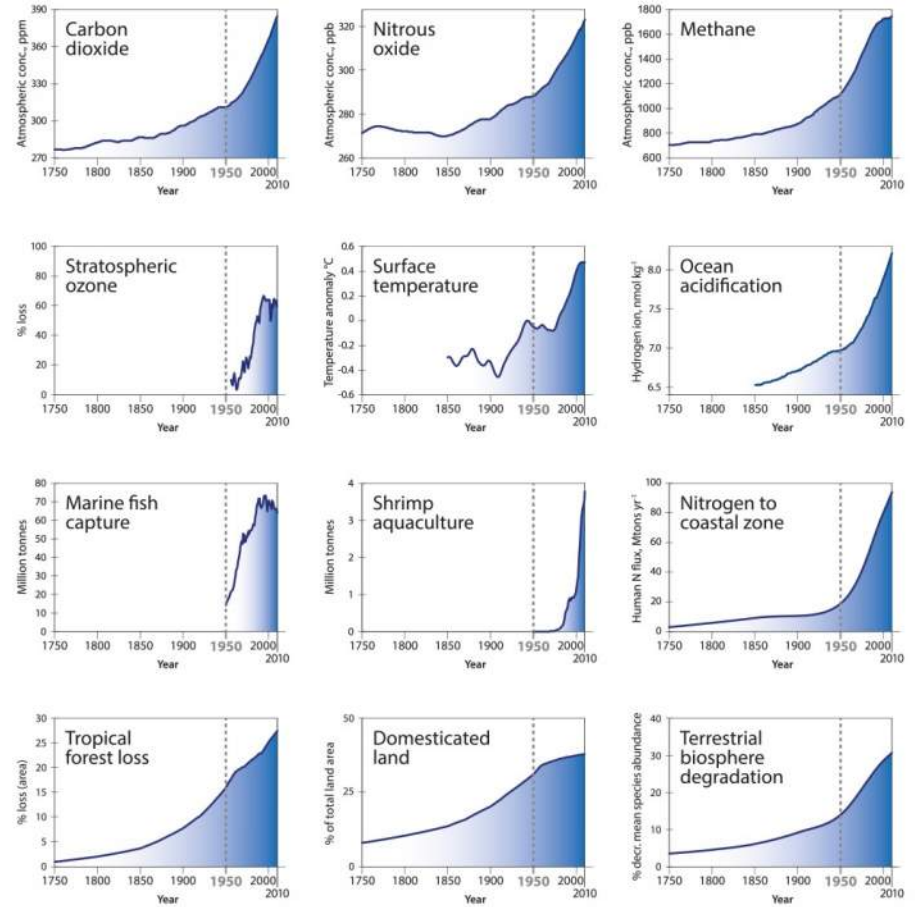 Carbon
dioxide
Atmospheric conc., ppm
390
360
330
300
270
1750 1800 1850 1900 1950 2000
2010
Year
Nitrous
oxide
Atmospheric conc., ppb
320
300
280
260
1750 1800 1850 1900 1950 2000
2010
Year
Methane
Atmospheric conc., ppb
1800
1600
1400
1200
1000
800
600
1750 1800 1850 1900 1950 2000
2010
Year
Stratospheric
ozone
% loss
100
80
60
40
20
0
1750 1800 1850 1900 1950 2000
2010
Year
Surface
temperature
Temperature anomaly °C
0.6
0.4
0.2
0
-0.2
-0.4
-0.6
1750 1800 1850 1900 1950 2000
2010
Year
Ocean
acidification
Hydrogen ion, nmol kg⁻¹
8.0
7.5
7.0
6.5
1750 1800 1850 1900 1950 2000
2010
Year
Marine fish
capture
Million tonnes
80
70
60
50
40
30
20
10
0
1750 1800 1850 1900 1950 2000
2010
Year
Shrimp
aquaculture
Million tonnes
4
3
2
1
0
1750 1800 1850 1900 1950 2000
2010
Year
Nitrogen to
coastal zone
Human N flux, Mtons yr⁻¹
100
80
60
40
20
0
1750 1800 1850 1900 1950 2000
2010
Year
Tropical
forest loss
% loss (area)
30
25
20
15
10
5
0
1750 1800 1850 1900 1950 2000
2010
Year
Domesticated
land
% of total land area
50
25
0
1750 1800 1850 1900 1950 2000
2010
Year
Terrestrial
biosphere
degradation
% decr. mean species abundance
40
30
20
10
0
1750 1800 1850 1900 1950 2000
2010
Year